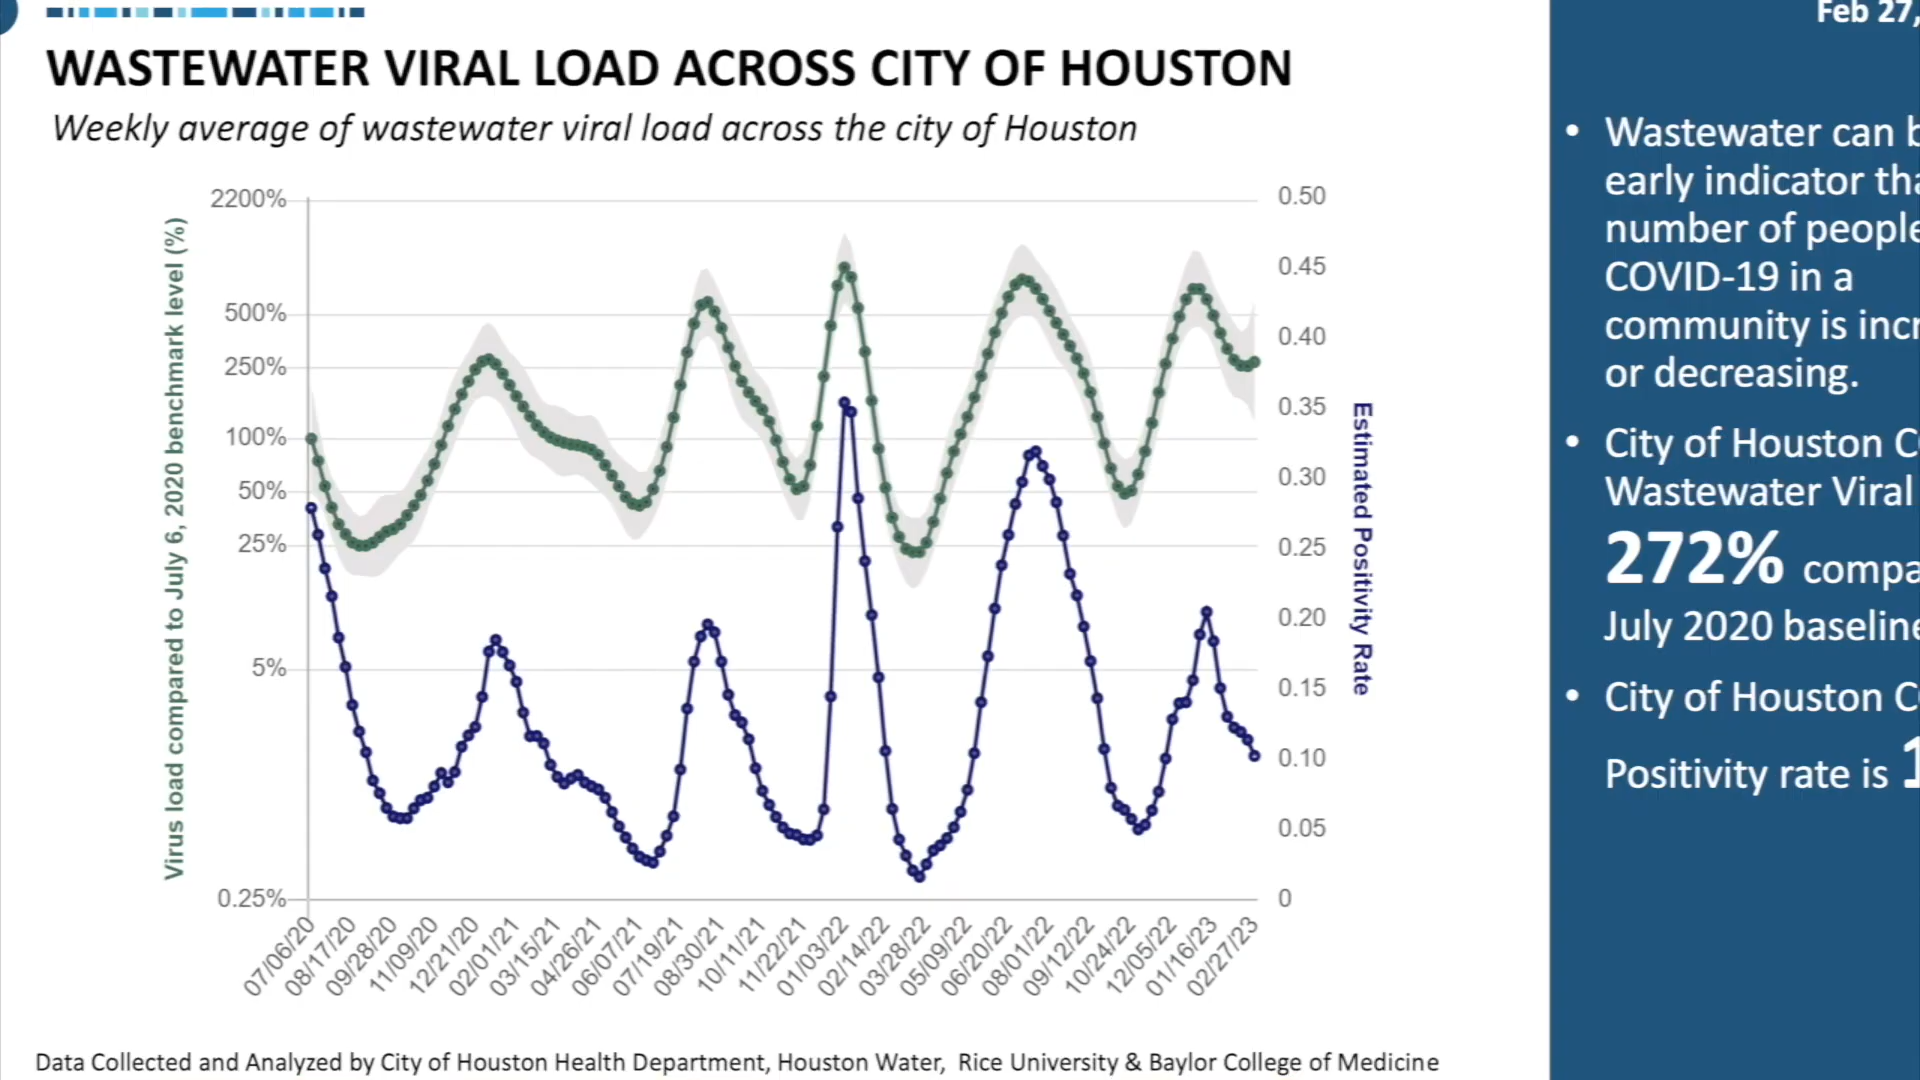 Feb 27,
WASTEWATER VIRAL LOAD ACROSS CITY OF HOUSTON
Weekly average of wastewater viral load across the city of Houston
Virus load compared to July 6, 2020 benchmark level (%)
2200%
500%
250%
100%
50%
25%
5%
0.25%
0.50
0.45
0.40
0.35
0.30
0.25
0.20
0.15
0.10
0.05
0
Estimated Positivity Rate
07/06/20
08/17/20
09/28/20
11/09/20
12/21/20
02/01/21
03/15/21
04/26/21
06/07/21
07/19/21
08/30/21
10/11/21
11/22/21
01/03/22
02/14/22
03/28/22
05/09/22
06/20/22
08/01/22
09/12/22
10/24/22
12/05/22
01/16/23
02/27/23
Data Collected and Analyzed by City of Houston Health Department, Houston Water, Rice University & Baylor College of Medicine
• Wastewater can
early indicator
number of people
COVID-19 in a
community is
or decreasing.
• City of Houston
Wastewater Viral
272% 
July 2020 baseline
• City of Houston
Positivity rate is